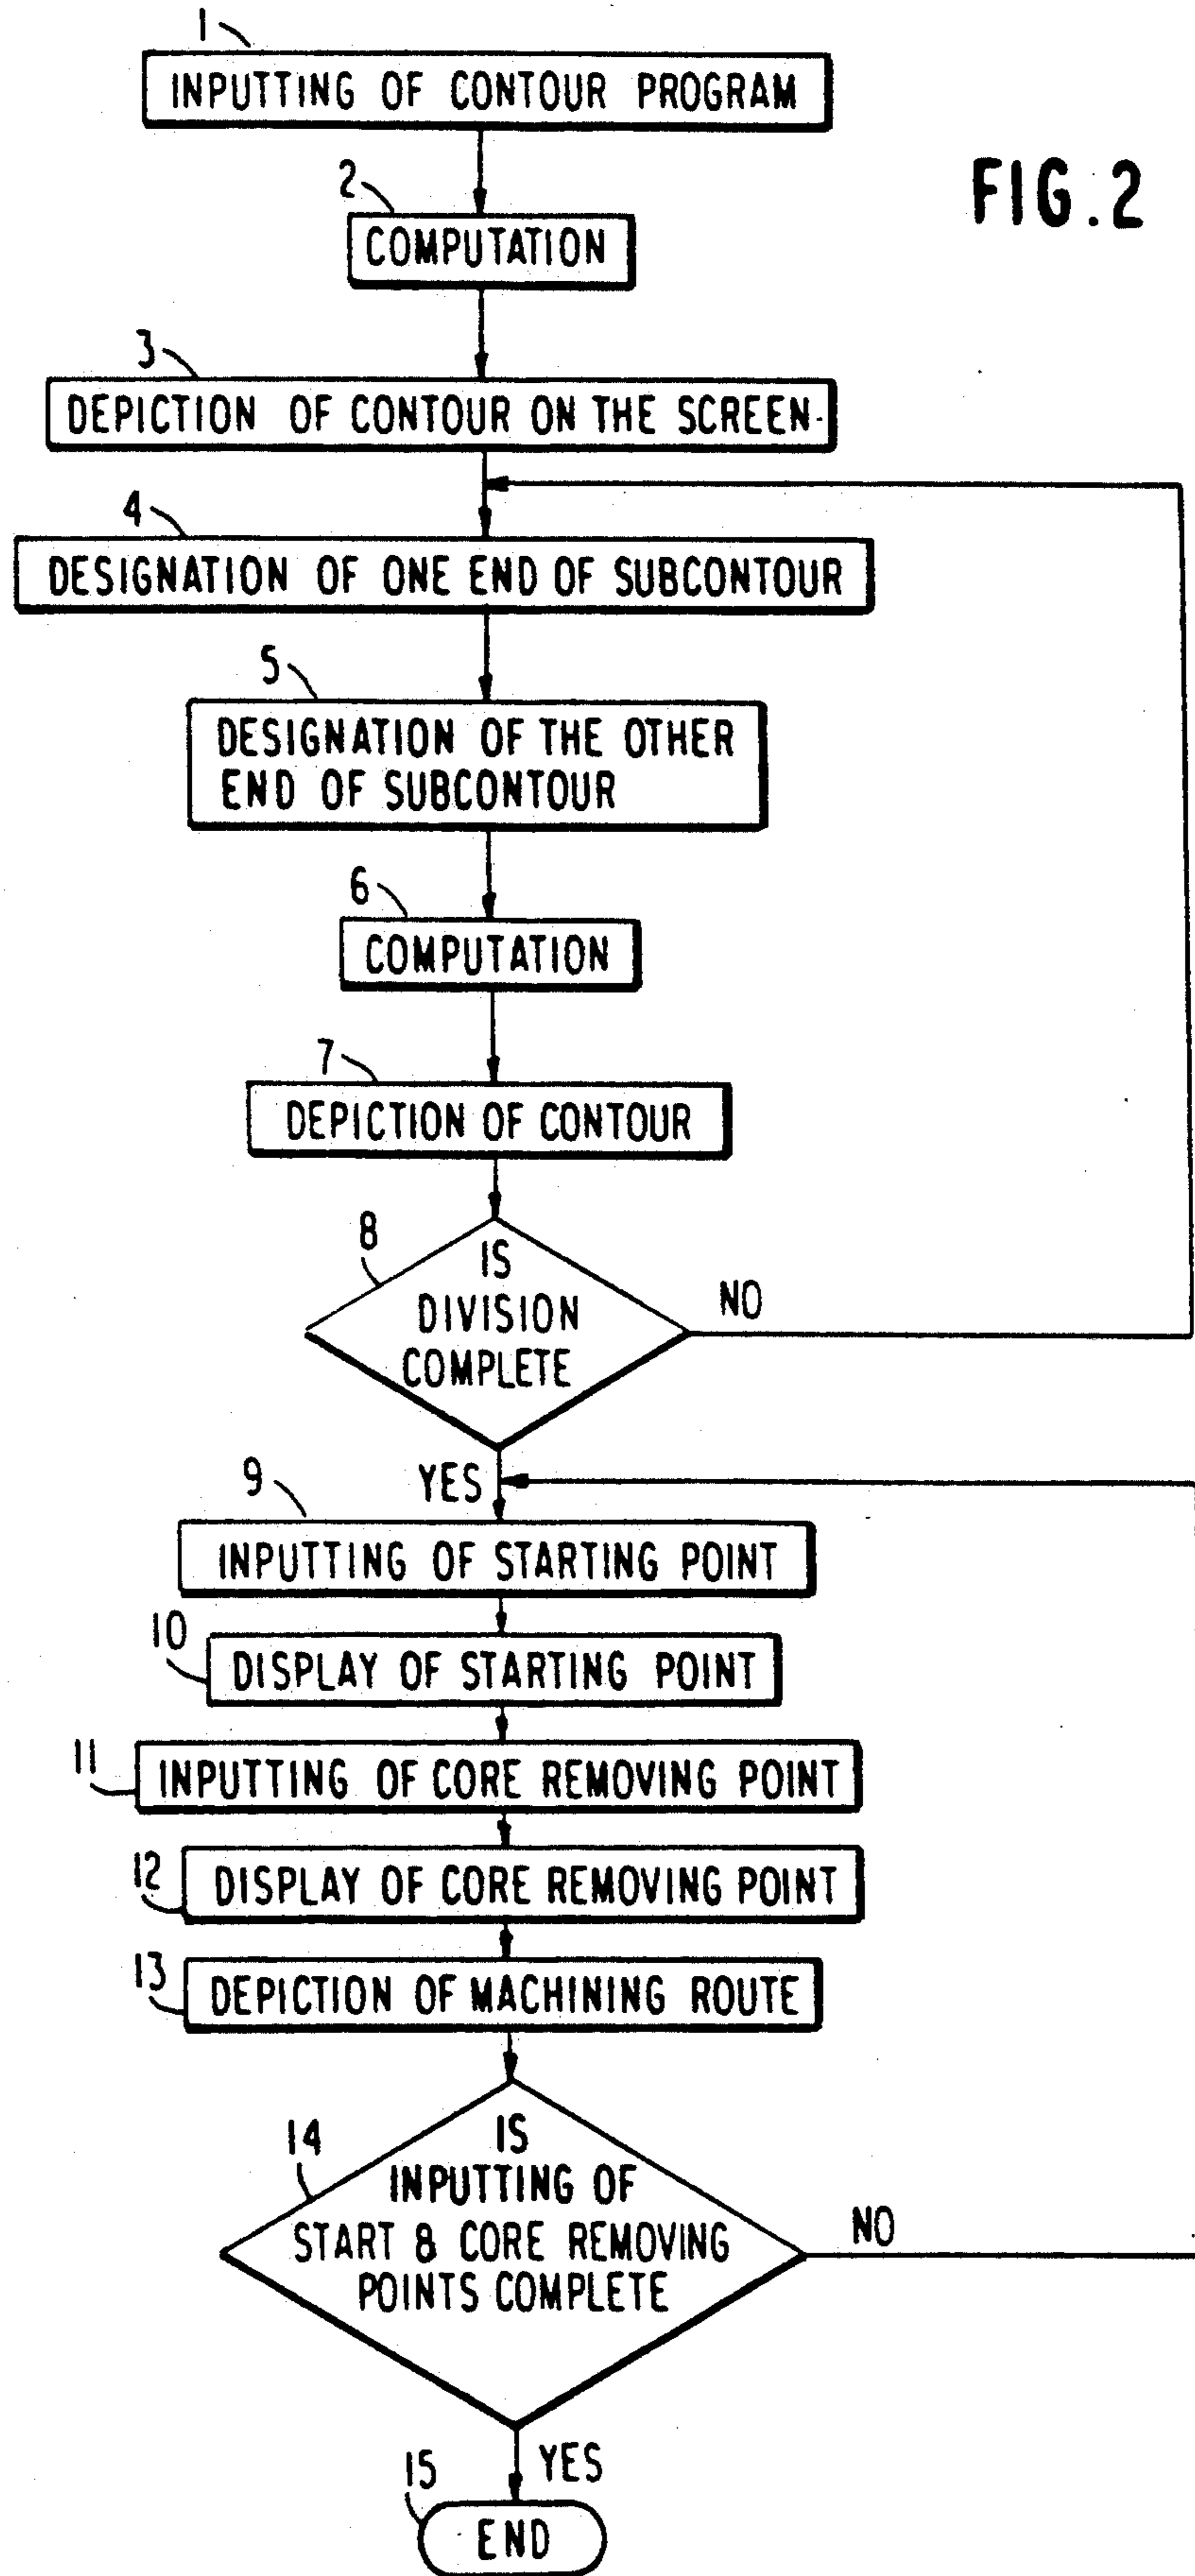 1
INPUTTING OF CONTOUR PROGRAM
FIG.2
2
COMPUTATION
3
DEPICTION OF CONTOUR ON THE SCREEN
4
DESIGNATION OF ONE END OF SUBCONTOUR
5
DESIGNATION OF THE OTHER
END OF SUBCONTOUR
6
COMPUTATION
7
DEPICTION OF CONTOUR
8
IS
DIVISION
COMPLETE
NO
YES
9
INPUTTING OF STARTING POINT
10
DISPLAY OF STARTING POINT
11
INPUTTING OF CORE REMOVING POINT
12
DISPLAY OF CORE REMOVING POINT
13
DEPICTION OF MACHINING ROUTE
14
IS
INPUTTING OF
START & CORE REMOVING
POINTS COMPLETE
NO
YES
15
END